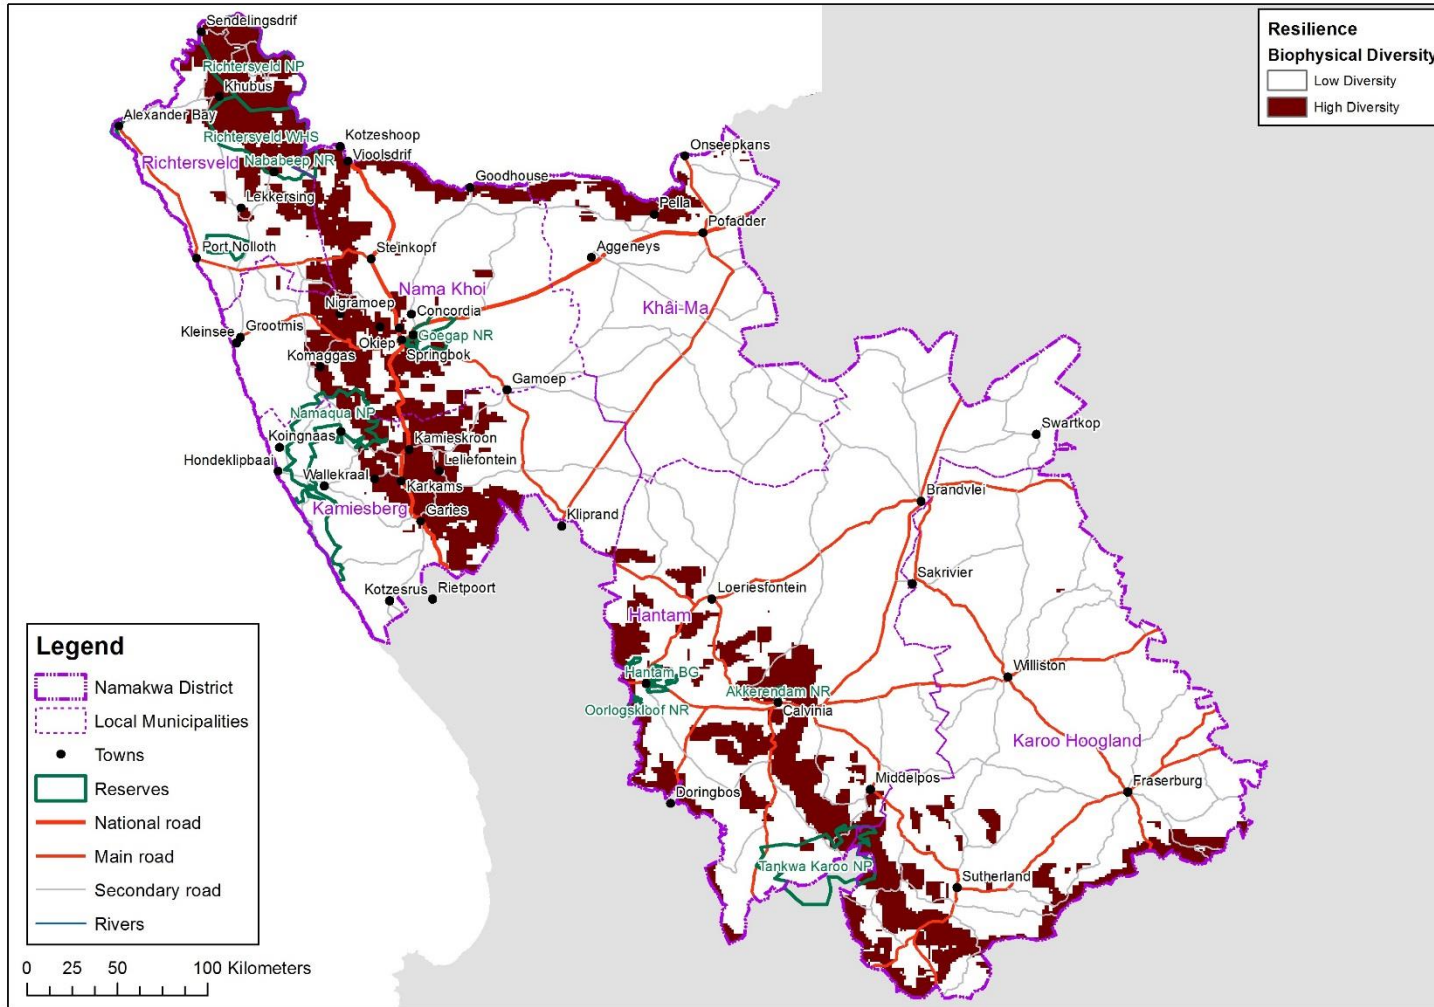 Resilience
Biophysical Diversity
Low Diversity
High Diversity
Sendelingsdrif
Richtersveld NP
Khubus
Alexander Bay
Richtersveld WHS
Kotzeshoop
Vioolsdrif
Richtersveld
Nababeep NR
Onseepkans
Goodhouse
Lekkersing
Pella
Pofadder
Port Nolloth
Steinkopf
Aggeneys
Nama Khoi
Khâi-Ma
Nigramoep
Concordia
Kleinsee
Grootmis
Goegap NR
Okiep
Springbok
Komaggas
Gamoep
Namaqua NP
Koingnaas
Kamieskroon
Swartkop
Hondeklipbaai
Wallekraal
Leliefontein
Karkams
Kamiesberg
Garies
Kliprand
Brandvlei
Sakrivier
Kotzesrus
Rietpoort
Loeriesfontein
Hantam
Hantam BG
Williston
Akkerendam NR
Oorlogskloof NR
Calvinia
Karoo Hoogland
Middelpos
Fraserburg
Doringbos
Tankwa Karoo NP
Sutherland
Legend
Namakwa District
Local Municipalities
Towns
Reserves
National road
Main road
Secondary road
Rivers
0 25 50 100 Kilometers